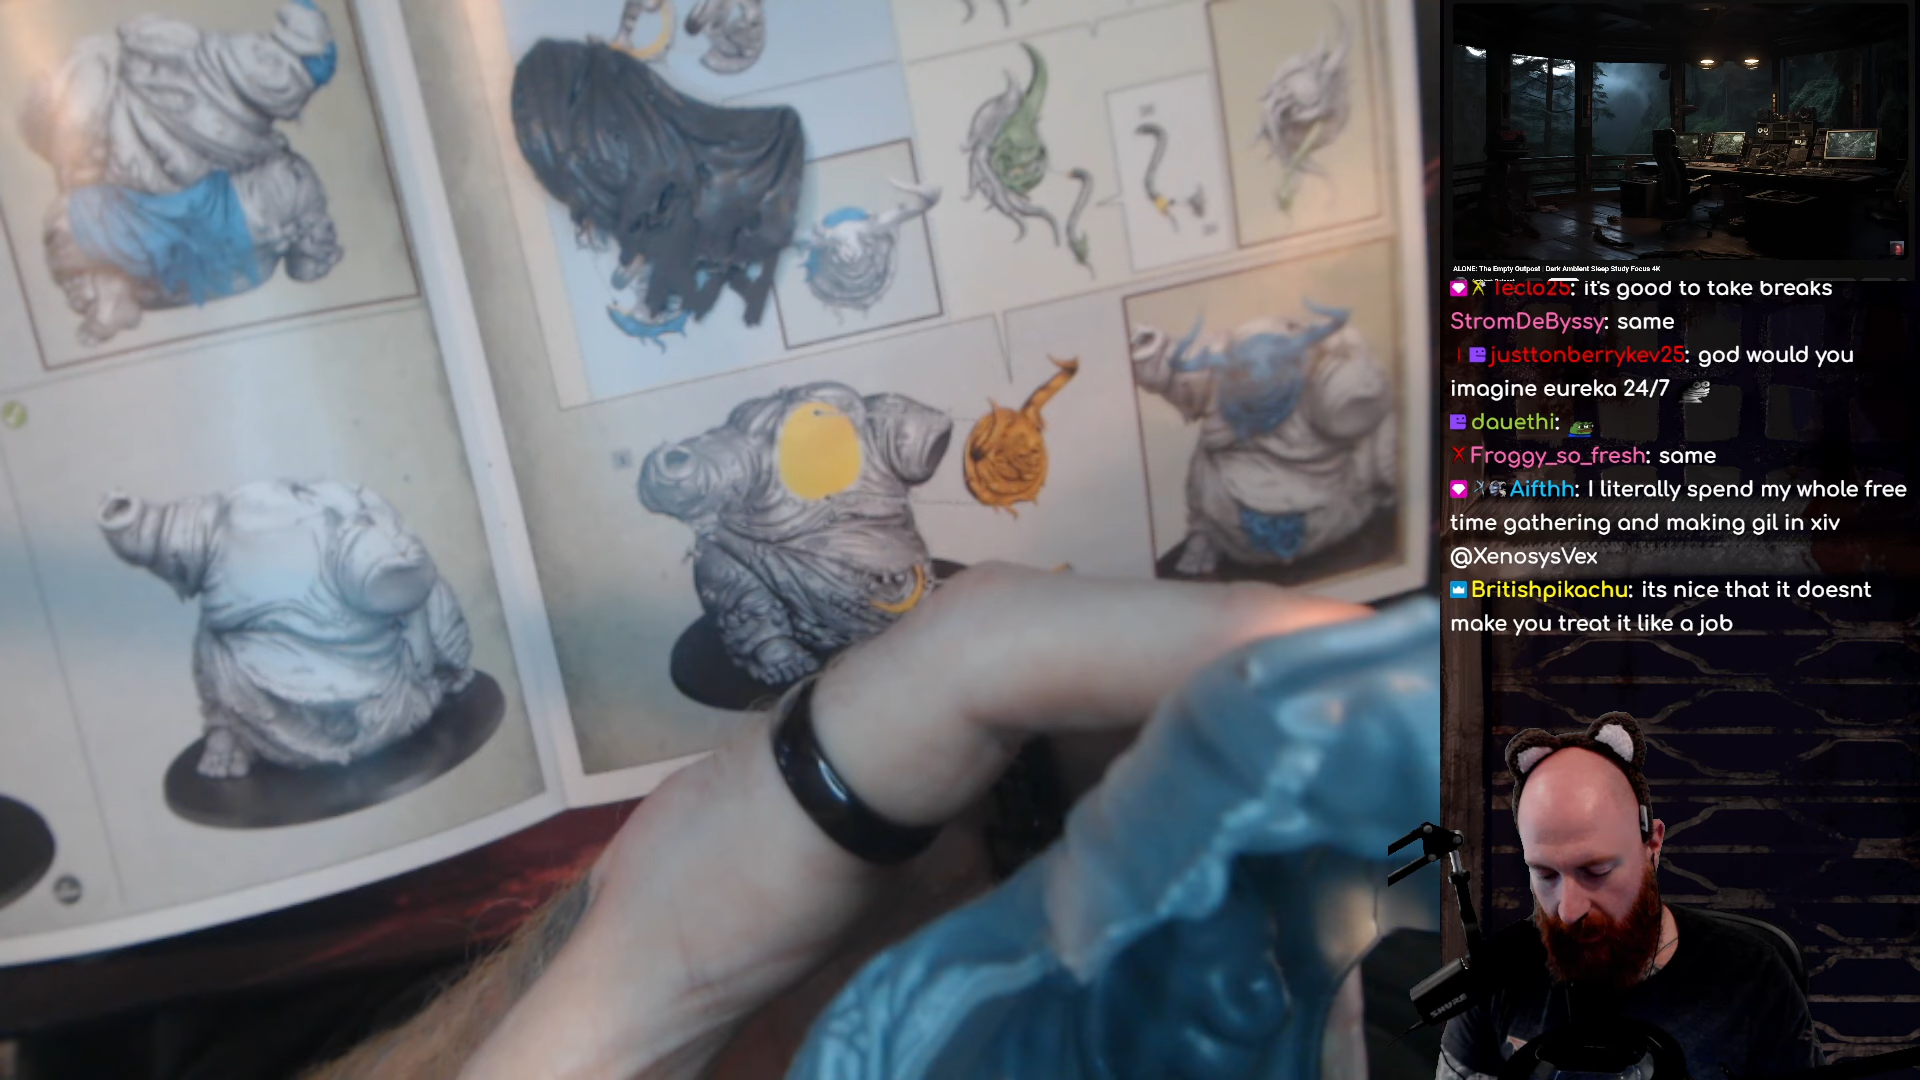 ALONE: The Empty Outpost | Dark Ambient Sleep Study Focus 4K
Teclo25: it's good to take breaks
StromDeByssy: same
justtonberrykev25: god would you
imagine eureka 24/7
dauethi:
Froggy_so_fresh: same
Aifthh: I literally spend my whole free
time gathering and making gil in xiv
@XenosysVex
Britishpikachu: its nice that it doesnt
make you treat it like a job
SHURE